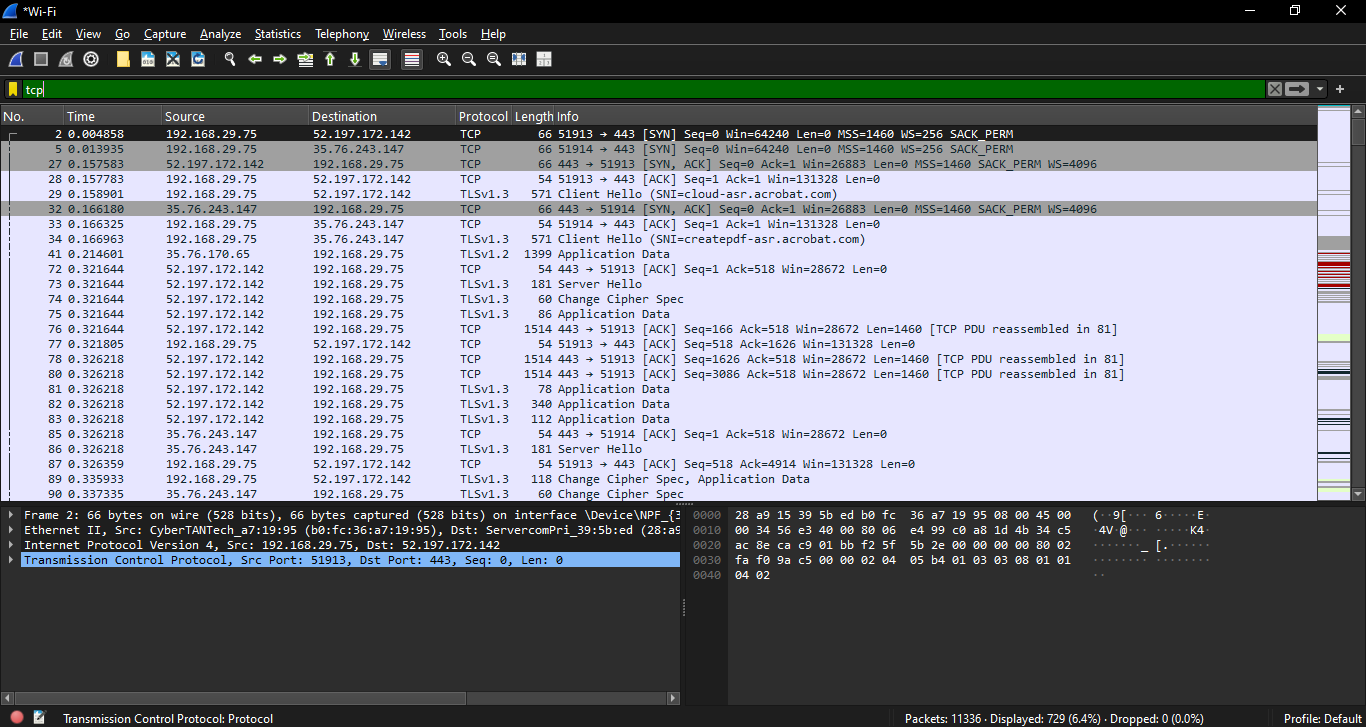 *Wi-Fi
File Edit View Go Capture Analyze Statistics Telephony Wireless Tools Help
tcp
No. Time Source Destination Protocol Length Info
2 0.004858 192.168.29.75 52.197.172.142 TCP 66 51913 → 443 [SYN] Seq=0 Win=64240 Len=0 MSS=1460 WS=256 SACK_PERM
5 0.013935 192.168.29.75 35.76.243.147 TCP 66 51914 → 443 [SYN] Seq=0 Win=64240 Len=0 MSS=1460 WS=256 SACK_PERM
27 0.157583 52.197.172.142 192.168.29.75 TCP 66 443 → 51913 [SYN, ACK] Seq=0 Ack=1 Win=26883 Len=0 MSS=1460 SACK_PERM WS=4096
28 0.157783 192.168.29.75 52.197.172.142 TCP 54 51913 → 443 [ACK] Seq=1 Ack=1 Win=131328 Len=0
29 0.158901 192.168.29.75 52.197.172.142 TLSv1.3 571 Client Hello (SNI=cloud-asr.acrobat.com)
32 0.166180 35.76.243.147 192.168.29.75 TCP 66 443 → 51914 [SYN, ACK] Seq=0 Ack=1 Win=26883 Len=0 MSS=1460 SACK_PERM WS=4096
33 0.166325 192.168.29.75 35.76.243.147 TCP 54 51914 → 443 [ACK] Seq=1 Ack=1 Win=131328 Len=0
34 0.166963 192.168.29.75 35.76.243.147 TLSv1.3 571 Client Hello (SNI=createpdf-asr.acrobat.com)
41 0.214601 35.76.170.65 192.168.29.75 TLSv1.2 1399 Application Data
72 0.321644 52.197.172.142 192.168.29.75 TCP 54 443 → 51913 [ACK] Seq=1 Ack=518 Win=28672 Len=0
73 0.321644 52.197.172.142 192.168.29.75 TLSv1.3 181 Server Hello
74 0.321644 52.197.172.142 192.168.29.75 TLSv1.3 60 Change Cipher Spec
75 0.321644 52.197.172.142 192.168.29.75 TLSv1.3 86 Application Data
76 0.321644 52.197.172.142 192.168.29.75 TCP 1514 443 → 51913 [ACK] Seq=166 Ack=518 Win=28672 Len=1460 [TCP PDU reassembled in 81]
77 0.321805 192.168.29.75 52.197.172.142 TCP 54 51913 → 443 [ACK] Seq=518 Ack=1626 Win=131328 Len=0
78 0.326218 52.197.172.142 192.168.29.75 TCP 1514 443 → 51913 [ACK] Seq=1626 Ack=518 Win=28672 Len=1460 [TCP PDU reassembled in 81]
80 0.326218 52.197.172.142 192.168.29.75 TCP 1514 443 → 51913 [ACK] Seq=3086 Ack=518 Win=28672 Len=1460 [TCP PDU reassembled in 81]
81 0.326218 52.197.172.142 192.168.29.75 TLSv1.3 78 Application Data
82 0.326218 52.197.172.142 192.168.29.75 TLSv1.3 340 Application Data
83 0.326218 52.197.172.142 192.168.29.75 TLSv1.3 112 Application Data
85 0.326218 35.76.243.147 192.168.29.75 TCP 54 443 → 51914 [ACK] Seq=1 Ack=518 Win=28672 Len=0
86 0.326218 35.76.243.147 192.168.29.75 TLSv1.3 181 Server Hello
87 0.326359 192.168.29.75 52.197.172.142 TCP 54 51913 → 443 [ACK] Seq=518 Ack=4914 Win=131328 Len=0
89 0.335933 192.168.29.75 52.197.172.142 TLSv1.3 118 Change Cipher Spec, Application Data
90 0.337335 35.76.243.147 192.168.29.75 TLSv1.3 60 Change Cipher Spec
Frame 2: 66 bytes on wire (528 bits), 66 bytes captured (528 bits) on interface \Device\NPF_{3
Ethernet II, Src: CyberTANTech_a7:19:95 (b0:fc:36:a7:19:95), Dst: ServercomPri_39:5b:ed (28:a9
Internet Protocol Version 4, Src: 192.168.29.75, Dst: 52.197.172.142
Transmission Control Protocol, Src Port: 51913, Dst Port: 443, Seq: 0, Len: 0
0000 28 a9 15 39 5b ed b0 fc 36 a7 19 95 08 00 45 00 (··9[··· 6·····E·
0010 00 34 56 e3 40 00 80 06 e4 99 c0 a8 1d 4b 34 c5 ·4V·@··· ·····K4·
0020 ac 8e ca c9 01 bb f2 5f 5b 2e 00 00 00 00 80 02 ·······_ [.······
0030 fa f0 9a c5 00 00 02 04 05 b4 01 03 03 08 01 01 ········ ········
0040 04 02 ··
Transmission Control Protocol: Protocol
Packets: 11336 · Displayed: 729 (6.4%) · Dropped: 0 (0.0%)
Profile: Default